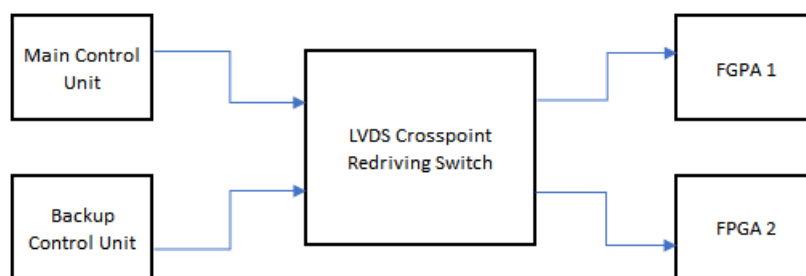 Main Control
Unit
FGPA 1
LVDS Crosspoint
Redriving Switch
Backup
Control Unit
FPGA 2